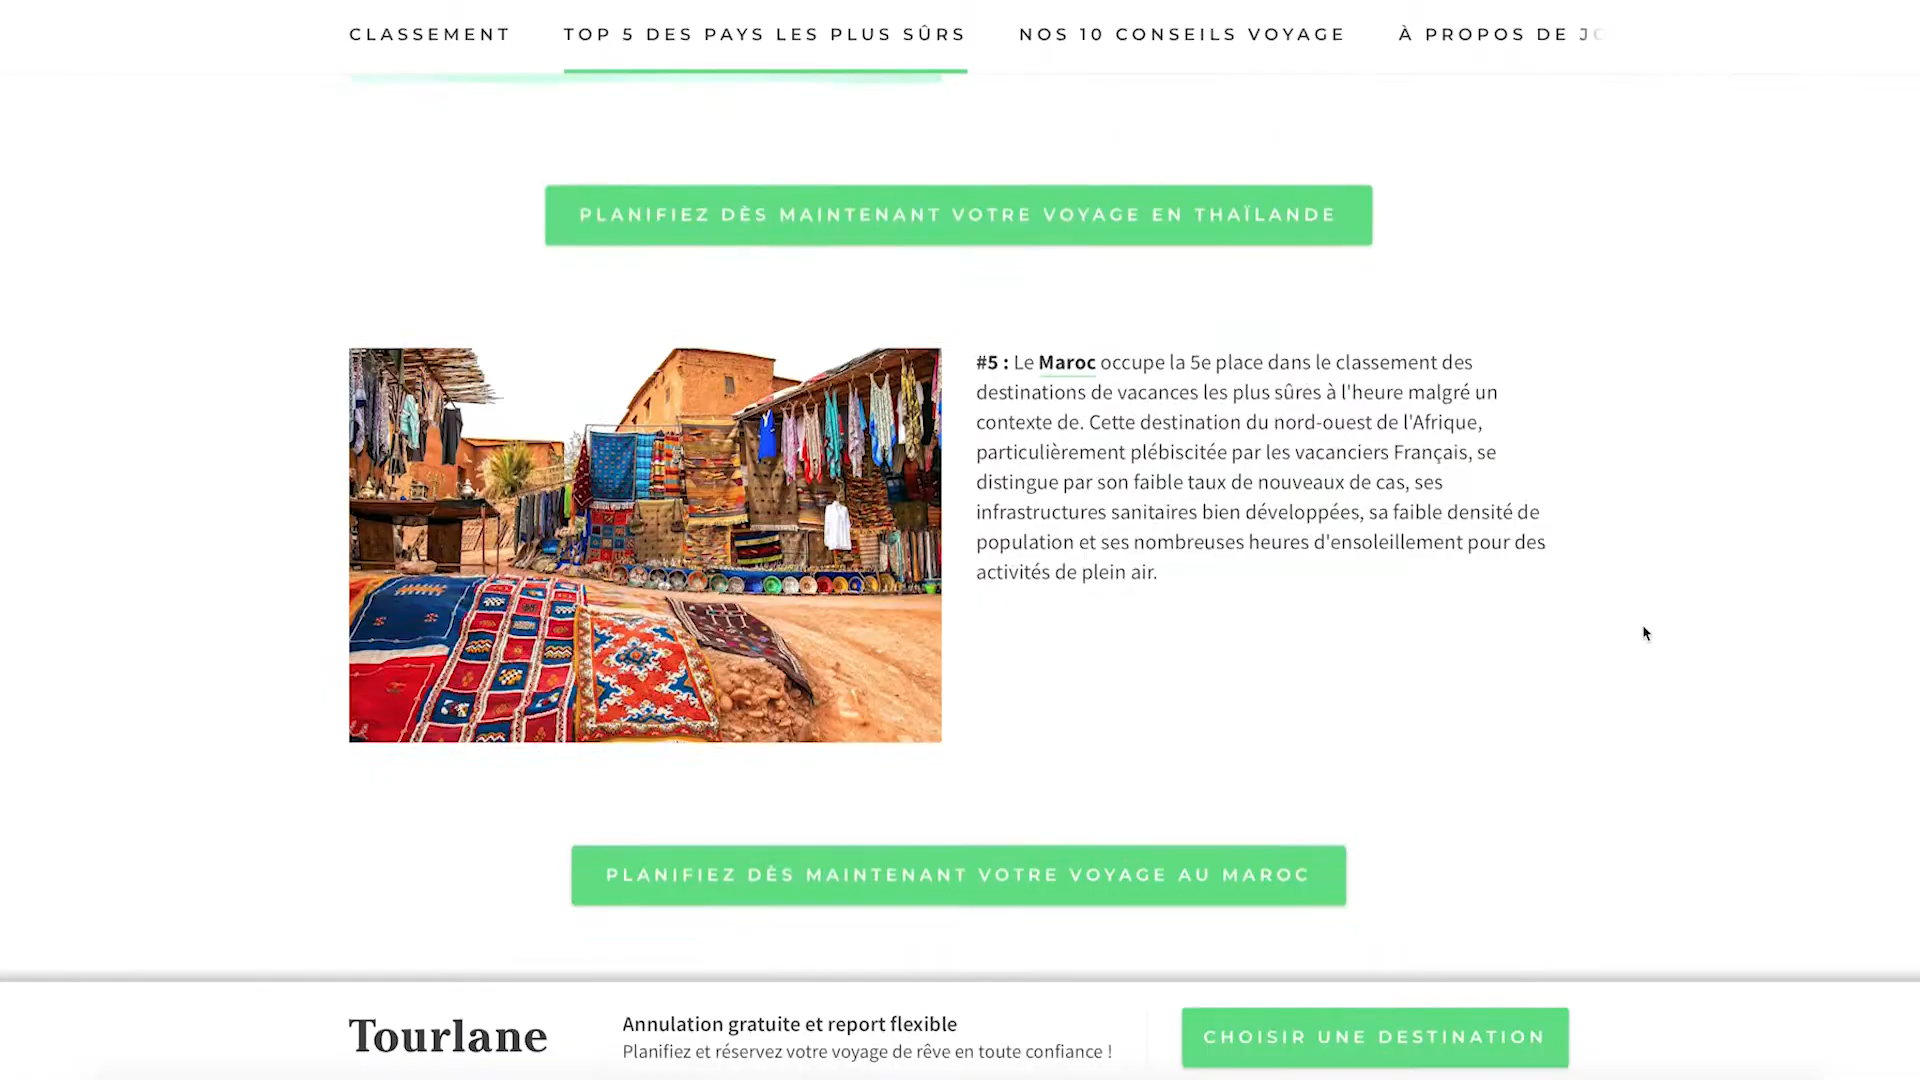 CLASSEMENT
TOP 5 DES PAYS LES PLUS SÛRS
NOS 10 CONSEILS VOYAGE
À PROPOS DE
PLANIFIEZ DÈS MAINTENANT VOTRE VOYAGE EN THAÏLANDE
#5 : Le Maroc occupe la 5e place dans le classement des
destinations de vacances les plus sûres à l'heure malgré un
contexte de. Cette destination du nord-ouest de l'Afrique,
particulièrement plébiscitée par les vacanciers Français, se
distingue par son faible taux de nouveaux de cas, ses
infrastructures sanitaires bien développées, sa faible densité de
population et ses nombreuses heures d'ensoleillement pour des
activités de plein air.
PLANIFIEZ DÈS MAINTENANT VOTRE VOYAGE AU MAROC
Tourlane
Annulation gratuite et report flexible
Planifiez et réservez votre voyage de rêve en toute confiance !
CHOISIR UNE DESTINATION